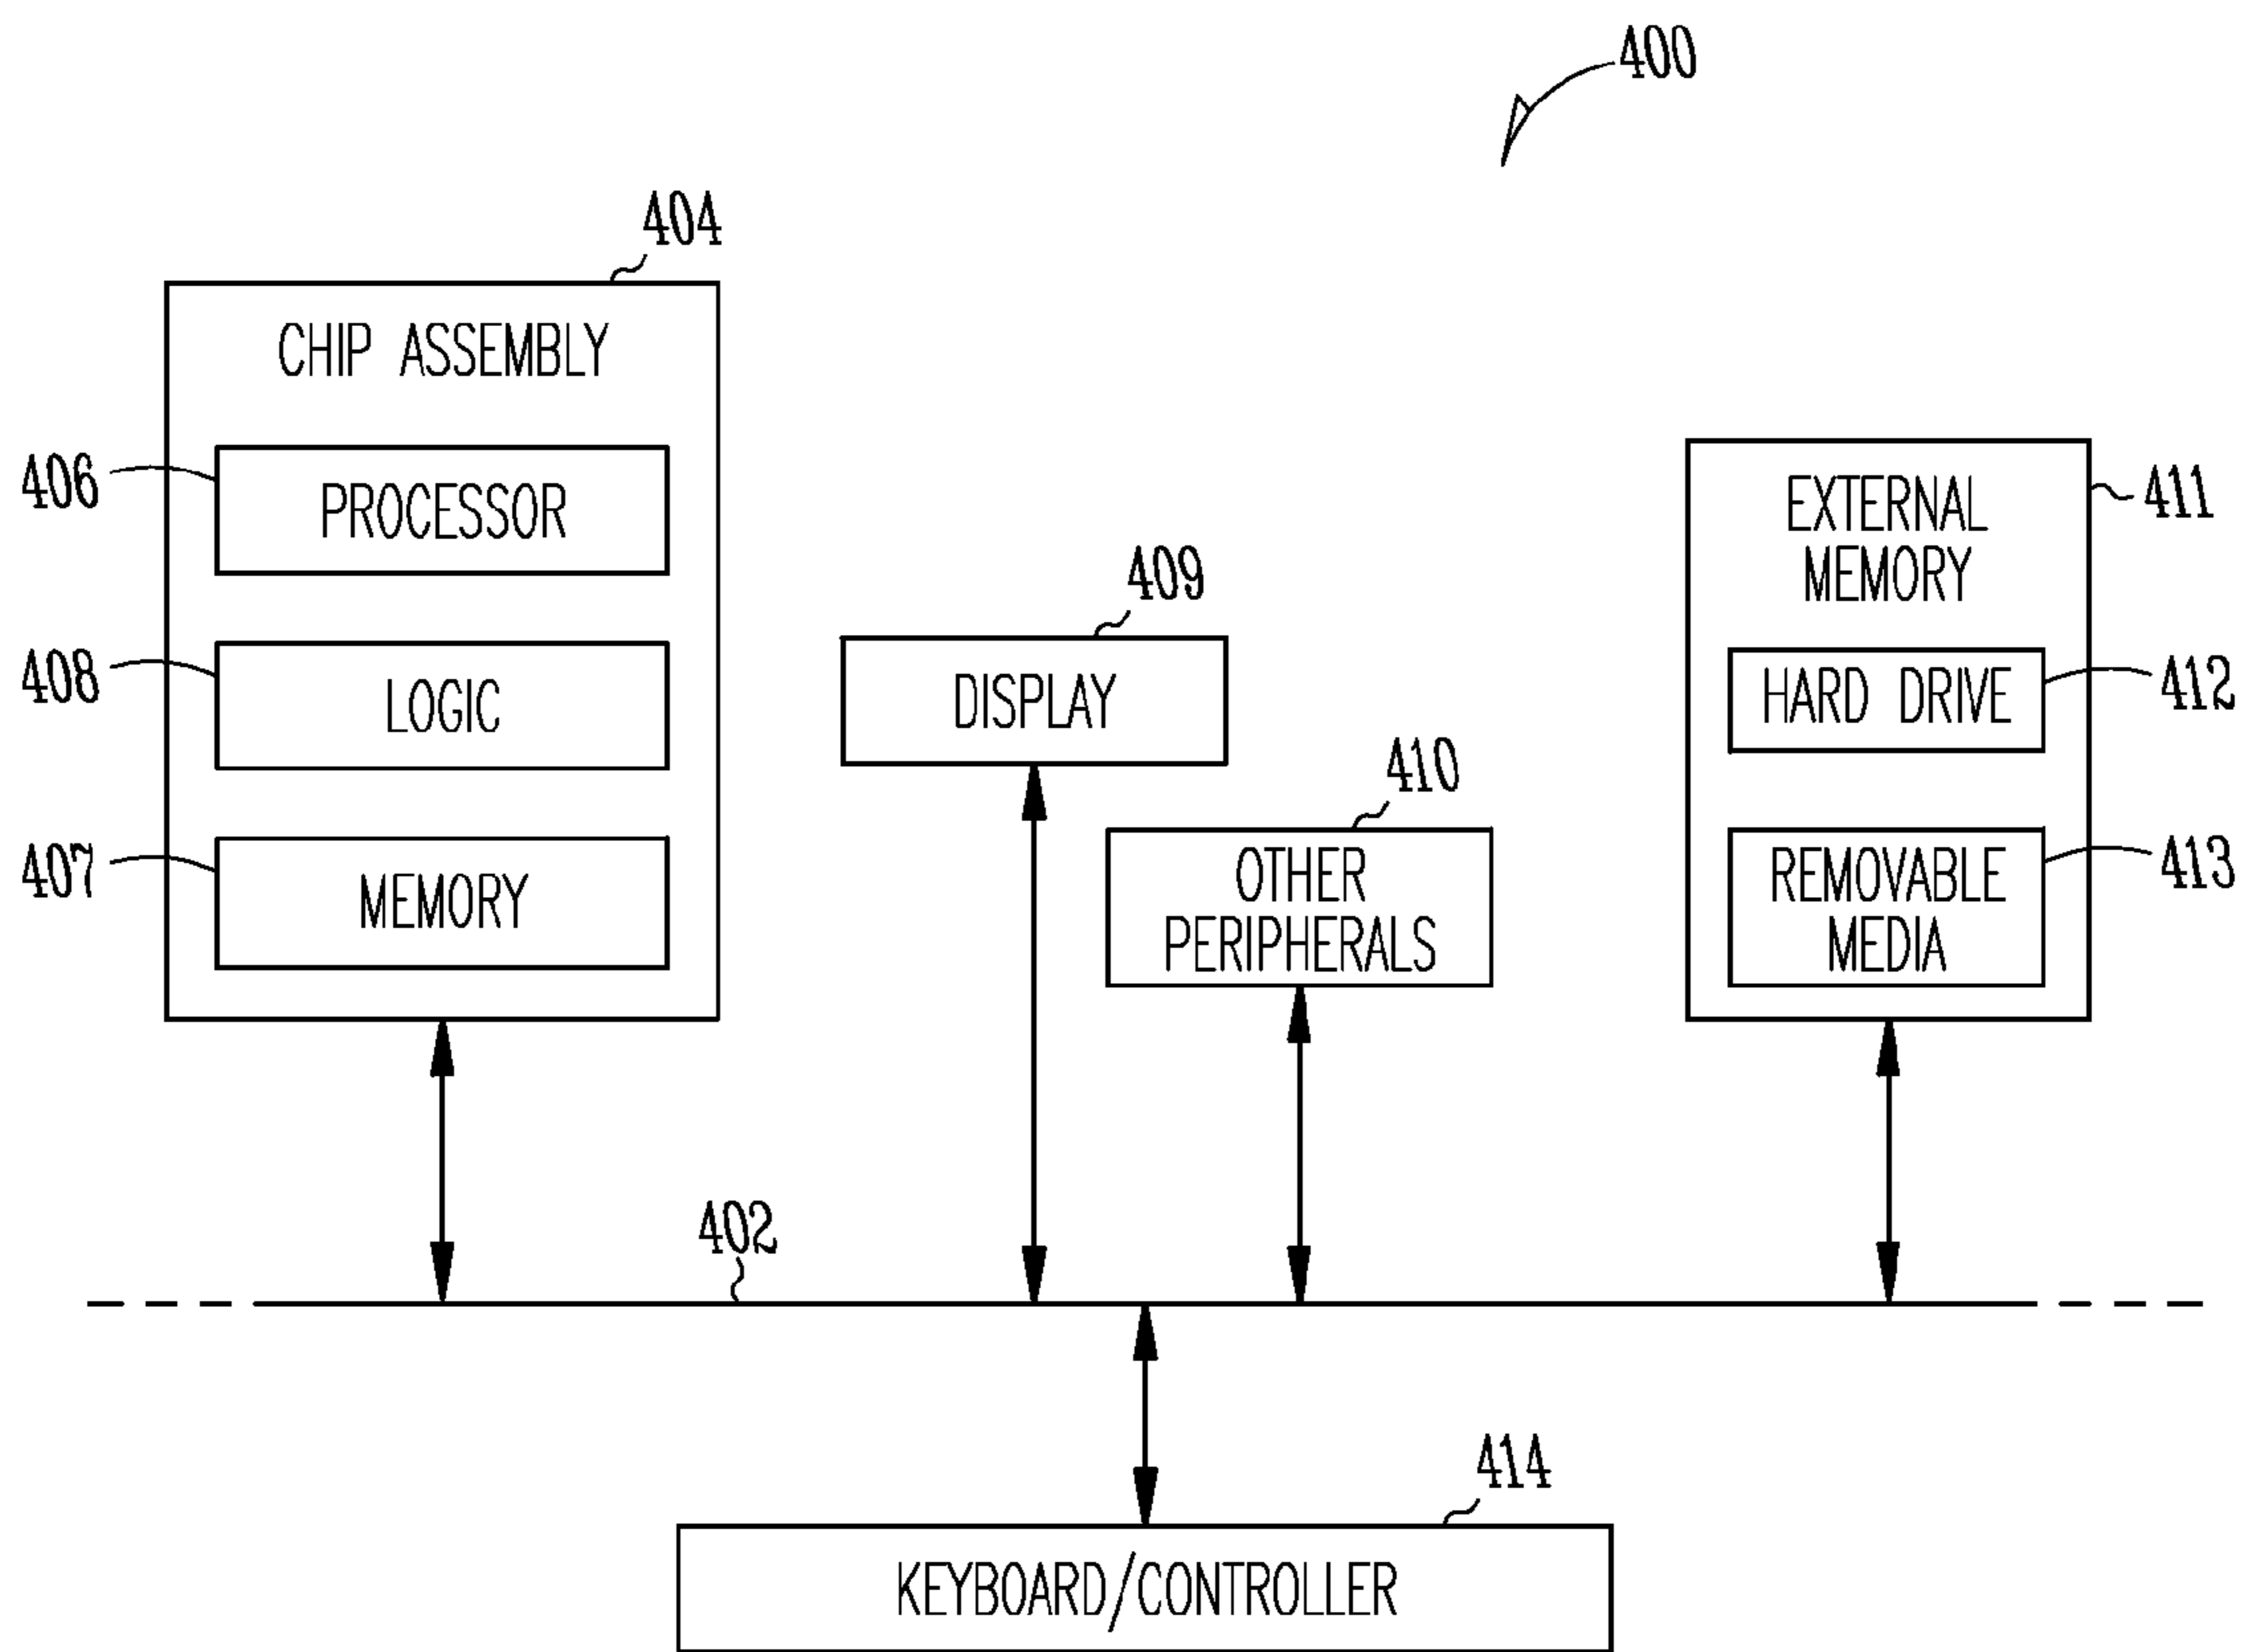 400
404
CHIP ASSEMBLY
406
PROCESSOR
408
LOGIC
407
MEMORY
409
DISPLAY
410
OTHER
PERIPHERALS
411
EXTERNAL
MEMORY
412
HARD DRIVE
413
REMOVABLE
MEDIA
402
414
KEYBOARD/CONTROLLER